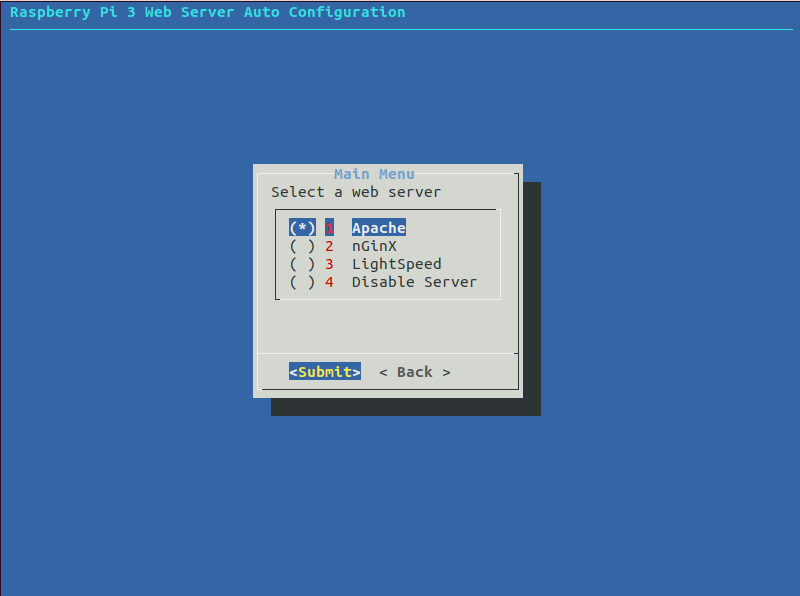 Raspberry Pi 3 Web Server Auto Configuration
Main Menu
Select a web server
(*) 1 Apache
( ) 2 nGinX
( ) 3 LightSpeed
( ) 4 Disable Server
<Submit> < Back >